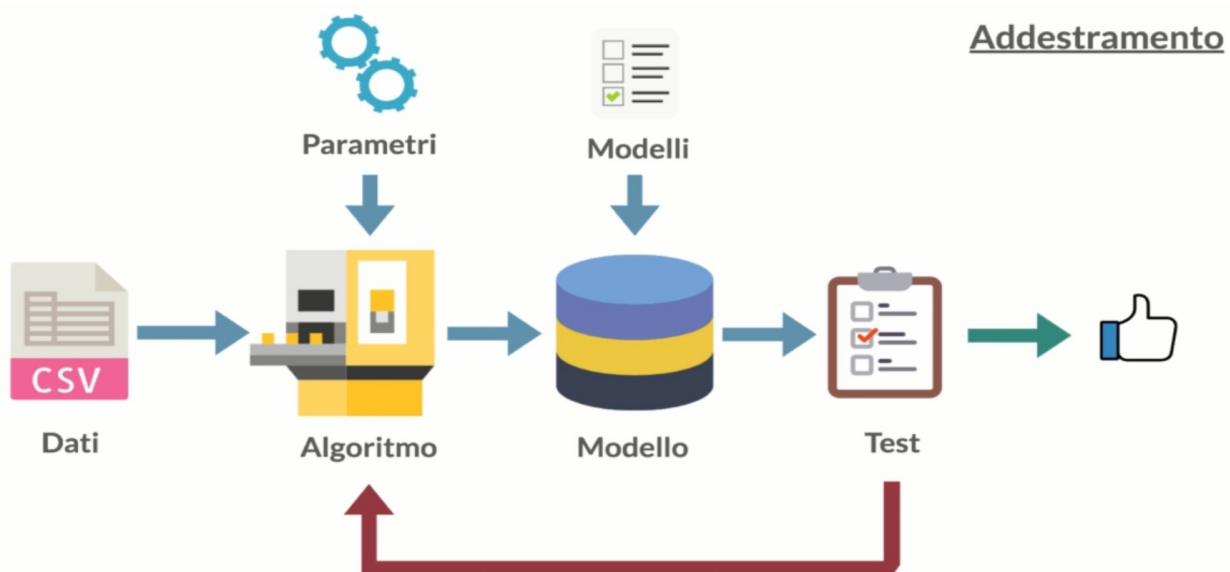 Addestramento
Parametri
Modelli
CSV
Dati
Algoritmo
Modello
Test